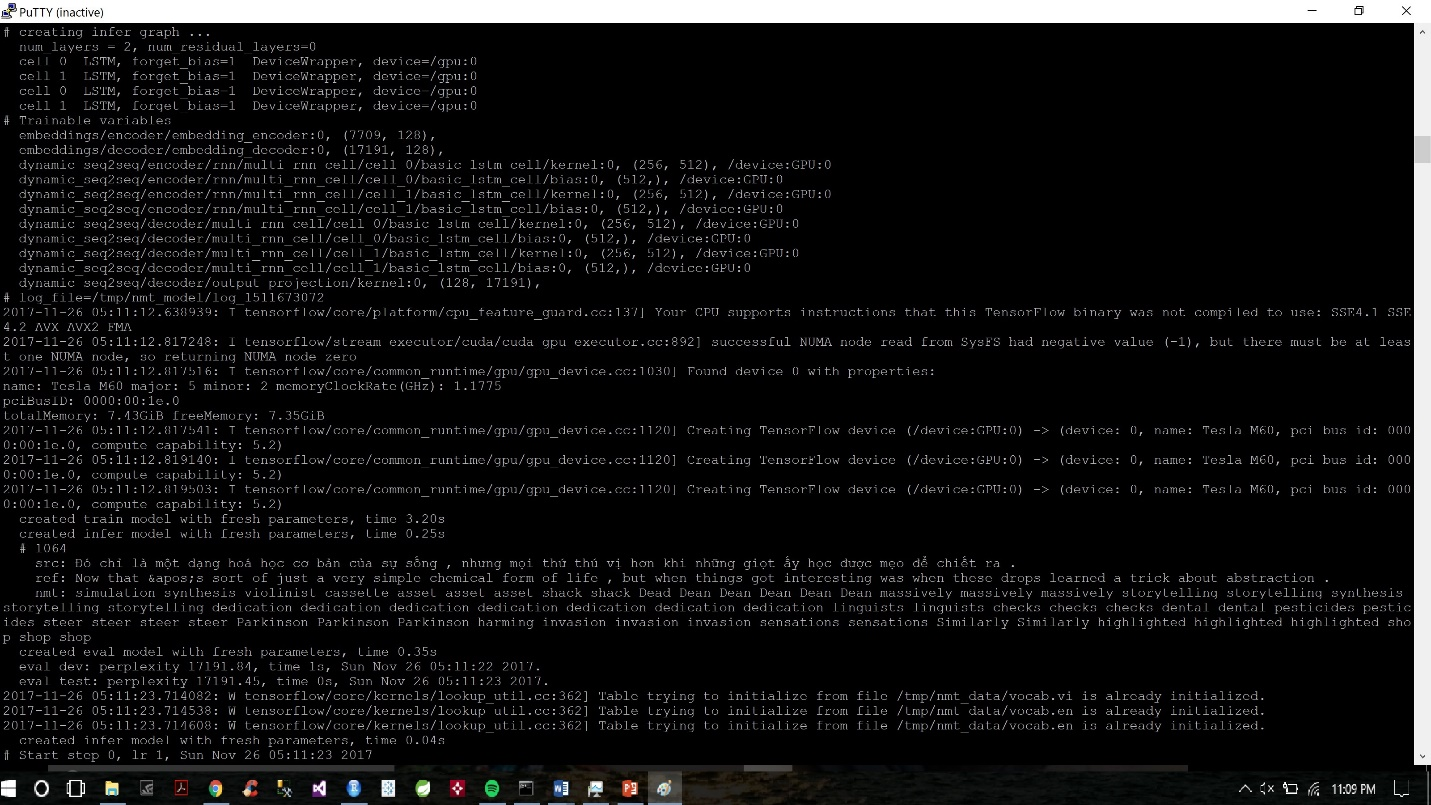 PuTTY (inactive)
# creating infer graph ...
num_layers = 2, num_residual_layers=0
cell 0 LSTM, forget_bias=1 DeviceWrapper, device=/gpu:0
cell 1 LSTM, forget_bias=1 DeviceWrapper, device=/gpu:0
cell 0 LSTM, forget_bias=1 DeviceWrapper, device=/gpu:0
cell 1 LSTM, forget_bias=1 DeviceWrapper, device=/gpu:0
# Trainable variables
embeddings/encoder/embedding_encoder:0, (7709, 128),
embeddings/decoder/embedding_decoder:0, (17191, 128),
dynamic_seq2seq/encoder/rnn/multi_rnn_cell/cell_0/basic_lstm_cell/kernel:0, (256, 512), /device:GPU:0
dynamic_seq2seq/encoder/rnn/multi_rnn_cell/cell_0/basic_lstm_cell/bias:0, (512,), /device:GPU:0
dynamic_seq2seq/encoder/rnn/multi_rnn_cell/cell_1/basic_lstm_cell/kernel:0, (256, 512), /device:GPU:0
dynamic_seq2seq/encoder/rnn/multi_rnn_cell/cell_1/basic_lstm_cell/bias:0, (512,), /device:GPU:0
dynamic_seq2seq/decoder/multi_rnn_cell/cell_0/basic_lstm_cell/kernel:0, (256, 512), /device:GPU:0
dynamic_seq2seq/decoder/multi_rnn_cell/cell_0/basic_lstm_cell/bias:0, (512,), /device:GPU:0
dynamic_seq2seq/decoder/multi_rnn_cell/cell_1/basic_lstm_cell/kernel:0, (256, 512), /device:GPU:0
dynamic_seq2seq/decoder/multi_rnn_cell/cell_1/basic_lstm_cell/bias:0, (512,), /device:GPU:0
dynamic_seq2seq/decoder/output_projection/kernel:0, (128, 17191),
# log_file=/tmp/nmt_model/log_1511673072
2017-11-26 05:11:12.638939: I tensorflow/core/platform/cpu_feature_guard.cc:137] Your CPU supports instructions that this TensorFlow binary was not compiled to use: SSE4.1 SSE
4.2 AVX AVX2 FMA
2017-11-26 05:11:12.817248: I tensorflow/stream_executor/cuda/cuda_gpu_executor.cc:892] successful NUMA node read from SysFS had negative value (-1), but there must be at leas
t one NUMA node, so returning NUMA node zero
2017-11-26 05:11:12.817516: I tensorflow/core/common_runtime/gpu/gpu_device.cc:1030] Found device 0 with properties:
name: Tesla M60 major: 5 minor: 2 memoryClockRate(GHz): 1.1775
pciBusID: 0000:00:1e.0
totalMemory: 7.43GiB freeMemory: 7.35GiB
2017-11-26 05:11:12.817541: I tensorflow/core/common_runtime/gpu/gpu_device.cc:1120] Creating TensorFlow device (/device:GPU:0) -> (device: 0, name: Tesla M60, pci bus id: 000
0:00:1e.0, compute capability: 5.2)
2017-11-26 05:11:12.819140: I tensorflow/core/common_runtime/gpu/gpu_device.cc:1120] Creating TensorFlow device (/device:GPU:0) -> (device: 0, name: Tesla M60, pci bus id: 000
0:00:1e.0, compute capability: 5.2)
2017-11-26 05:11:12.819503: I tensorflow/core/common_runtime/gpu/gpu_device.cc:1120] Creating TensorFlow device (/device:GPU:0) -> (device: 0, name: Tesla M60, pci bus id: 000
0:00:1e.0, compute capability: 5.2)
created train model with fresh parameters, time 3.20s
created infer model with fresh parameters, time 0.25s
# 1064
src: Đó chỉ là một dạng hoá học cơ bản của sự sống , nhưng mọi thứ thú vị hơn khi những giọt ấy học được mẹo để chiết ra .
ref: Now that &apos;s sort of just a very simple chemical form of life , but when things got interesting was when these drops learned a trick about abstraction .
nmt: simulation synthesis violinist cassette asset asset asset shack shack Dead Dean Dean Dean Dean Dean massively massively massively storytelling storytelling synthesis
storytelling storytelling dedication dedication dedication dedication dedication dedication dedication linguists linguists checks checks checks dental dental pesticides pestic
ides steer steer steer steer Parkinson Parkinson Parkinson harming invasion invasion invasion sensations sensations Similarly Similarly highlighted highlighted highlighted sho
p shop shop
created eval model with fresh parameters, time 0.35s
eval dev: perplexity 17191.84, time 1s, Sun Nov 26 05:11:22 2017.
eval test: perplexity 17191.45, time 0s, Sun Nov 26 05:11:23 2017.
2017-11-26 05:11:23.714082: W tensorflow/core/kernels/lookup_util.cc:362] Table trying to initialize from file /tmp/nmt_data/vocab.vi is already initialized.
2017-11-26 05:11:23.714538: W tensorflow/core/kernels/lookup_util.cc:362] Table trying to initialize from file /tmp/nmt_data/vocab.en is already initialized.
2017-11-26 05:11:23.714608: W tensorflow/core/kernels/lookup_util.cc:362] Table trying to initialize from file /tmp/nmt_data/vocab.en is already initialized.
created infer model with fresh parameters, time 0.04s
# Start step 0, lr 1, Sun Nov 26 05:11:23 2017
11:09 PM